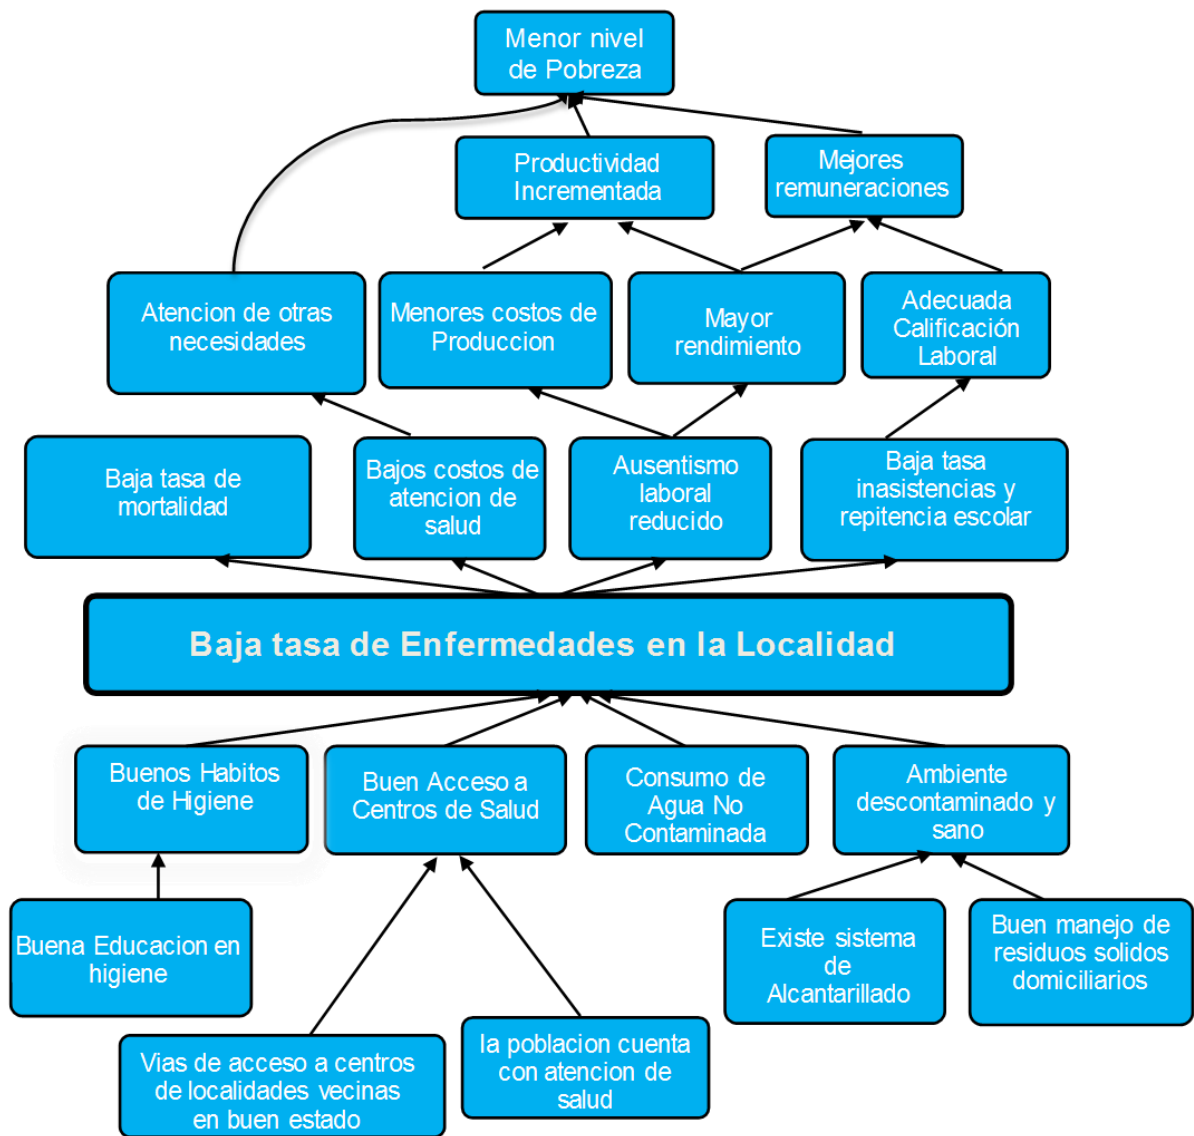 Menor nivel
de Pobreza
Productividad
Incrementada
Mejores
remuneraciones
Atencion de otras
necesidades
Menores costos de
Produccion
Mayor
rendimiento
Adecuada
Calificación
Laboral
Baja tasa de
mortalidad
Bajos costos de
atencion de
salud
Ausentismo
laboral
reducido
Baja tasa
inasistencias y
repitencia escolar
Baja tasa de Enfermedades en la Localidad
Buenos Habitos
de Higiene
Buen Acceso a
Centros de Salud
Consumo de
Agua No
Contaminada
Ambiente
descontaminado y
sano
Buena Educacion en
higiene
Existe sistema
de
Alcantarillado
Buen manejo de
residuos solidos
domiciliarios
Vias de acceso a centros
de localidades vecinas
en buen estado
la poblacion cuenta
con atencion de
salud